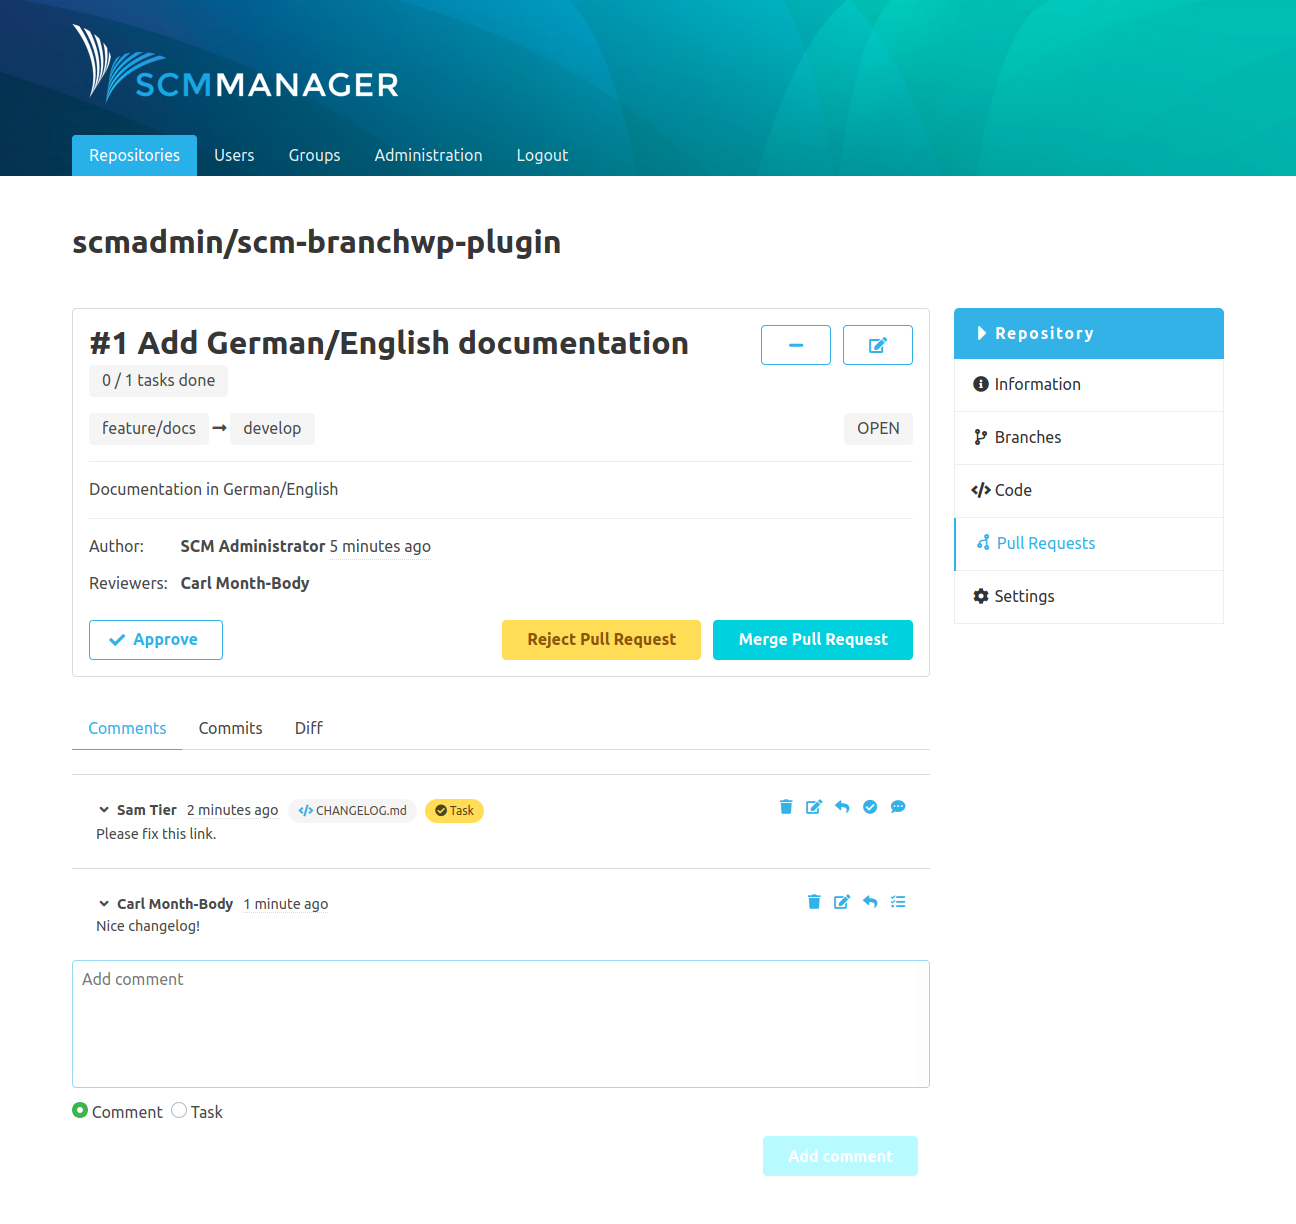 SCMMANAGER
Repositories Users Groups Administration Logout
scmadmin/scm-branchwp-plugin
#1 Add German/English documentation
0 / 1 tasks done
feature/docs develop OPEN
Documentation in German/English
Author: SCM Administrator 5 minutes ago
Reviewers: Carl Month-Body
Approve Reject Pull Request Merge Pull Request
Repository
Information
Branches
Code
Pull Requests
Settings
Comments Commits Diff
Sam Tier 2 minutes ago CHANGELOG.md Task
Please fix this link.
Carl Month-Body 1 minute ago
Nice changelog!
Add comment
Comment Task
Add comment